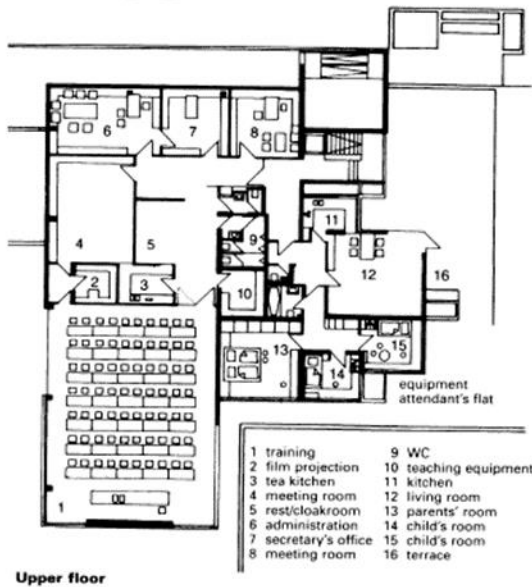 6
7
8
4
5
9
11
12
16
2
3
10
13
14
15
equipment
attendant's flat
1
1 training
2 film projection
3 tea kitchen
4 meeting room
5 rest/cloakroom
6 administration
7 secretary's office
8 meeting room
9 WC
10 teaching equipment
11 kitchen
12 living room
13 parents' room
14 child's room
15 child's room
16 terrace
Upper floor